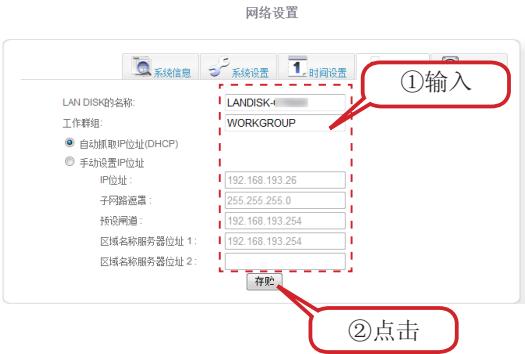 网络设置
系统信息 系统设置 1. 时间设置
①输入
LAN DISK的名称: LANDISK-
工作群组: WORKGROUP
自动抓取IP位址(DHCP)
手动设置IP位址
IP位址 : 192.168.193.26
子网路遮罩 : 255.255.255.0
预设闸道 : 192.168.193.254
区域名称服务器位址 1 : 192.168.193.254
区域名称服务器位址 2 :
存贮
②点击